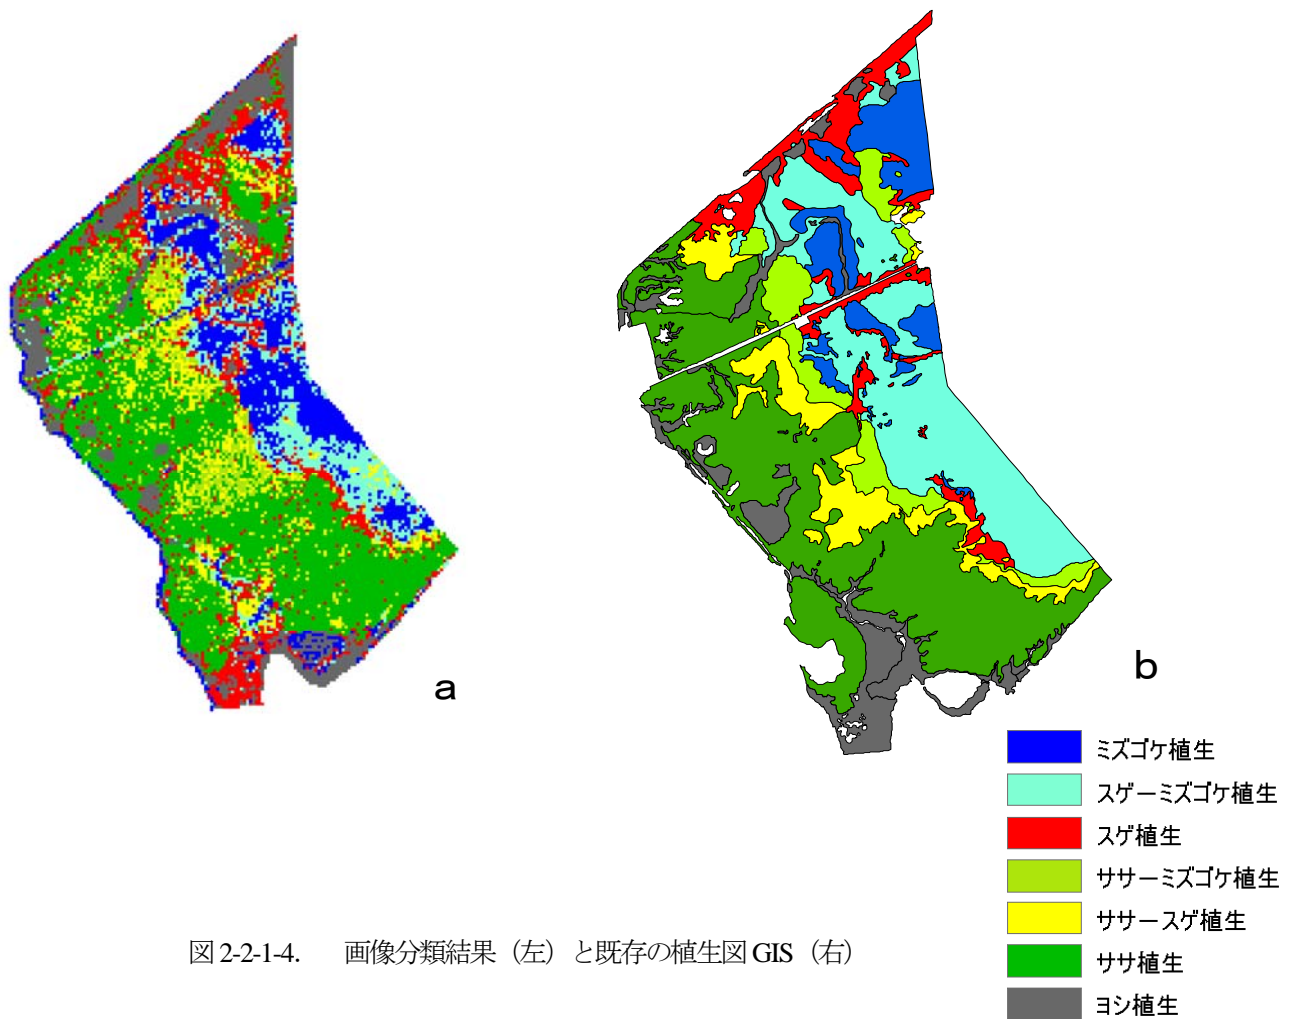 a
b
ミズゴケ植生
スゲーミズゴケ植生
スゲ植生
ササーミズゴケ植生
ササースゲ植生
ササ植生
ヨシ植生
図 2-2-1-4. 画像分類結果（左）と既存の植生図 GIS（右）